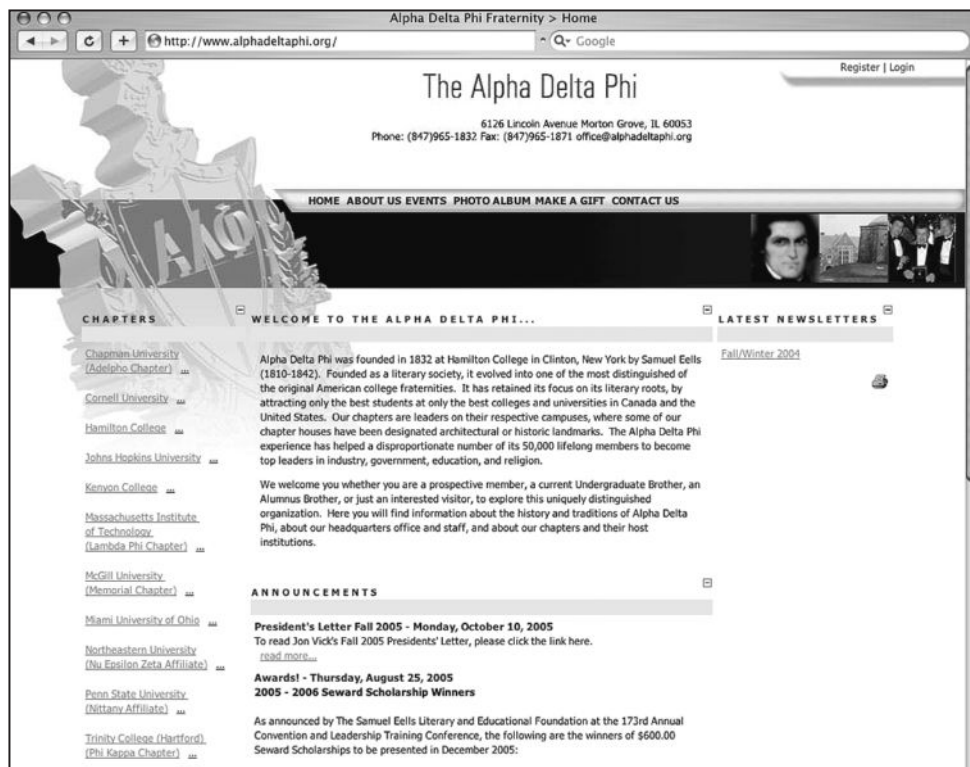 Alpha Delta Phi Fraternity > Home
http://www.alphadeltaphi.org/
Google
Register | Login
The Alpha Delta Phi
6126 Lincoln Avenue Morton Grove, IL 60053
Phone: (847)965-1832 Fax: (847)965-1871 office@alphadeltaphi.org
HOME ABOUT US EVENTS PHOTO ALBUM MAKE A GIFT CONTACT US
ΑΔΦ
CHAPTERS
Chapman University
(Adelpho Chapter) ...
Cornell University ...
Hamilton College ...
Johns Hopkins University ...
Kenyon College ...
Massachusetts Institute
of Technology
(Lambda Phi Chapter) ...
McGill University
(Memorial Chapter) ...
Miami University of Ohio ...
Northeastern University
(Nu Epsilon Zeta Affiliate) ...
Penn State University
(Nittany Affiliate) ...
Trinity College (Hartford)
(Phi Kappa Chapter) ...
WELCOME TO THE ALPHA DELTA PHI...
Alpha Delta Phi was founded in 1832 at Hamilton College in Clinton, New York by Samuel Eells
(1810-1842). Founded as a literary society, it evolved into one of the most distinguished of
the original American college fraternities. It has retained its focus on its literary roots, by
attracting only the best students at only the best colleges and universities in Canada and the
United States. Our chapters are leaders on their respective campuses, where some of our
chapter houses have been designated architectural or historic landmarks. The Alpha Delta Phi
experience has helped a disproportionate number of its 50,000 lifelong members to become
top leaders in industry, government, education, and religion.
We welcome you whether you are a prospective member, a current Undergraduate Brother, an
Alumnus Brother, or just an interested visitor, to explore this uniquely distinguished
organization. Here you will find information about the history and traditions of Alpha Delta
Phi, about our headquarters office and staff, and about our chapters and their host
institutions.
ANNOUNCEMENTS
President's Letter Fall 2005 - Monday, October 10, 2005
To read Jon Vick's Fall 2005 Presidents' Letter, please click the link here.
read more...
Awards! - Thursday, August 25, 2005
2005 - 2006 Seward Scholarship Winners
As announced by The Samuel Eells Literary and Educational Foundation at the 173rd Annual
Convention and Leadership Training Conference, the following are the winners of $600.00
Seward Scholarships to be presented in December 2005:
LATEST NEWSLETTERS
Fall/Winter 2004